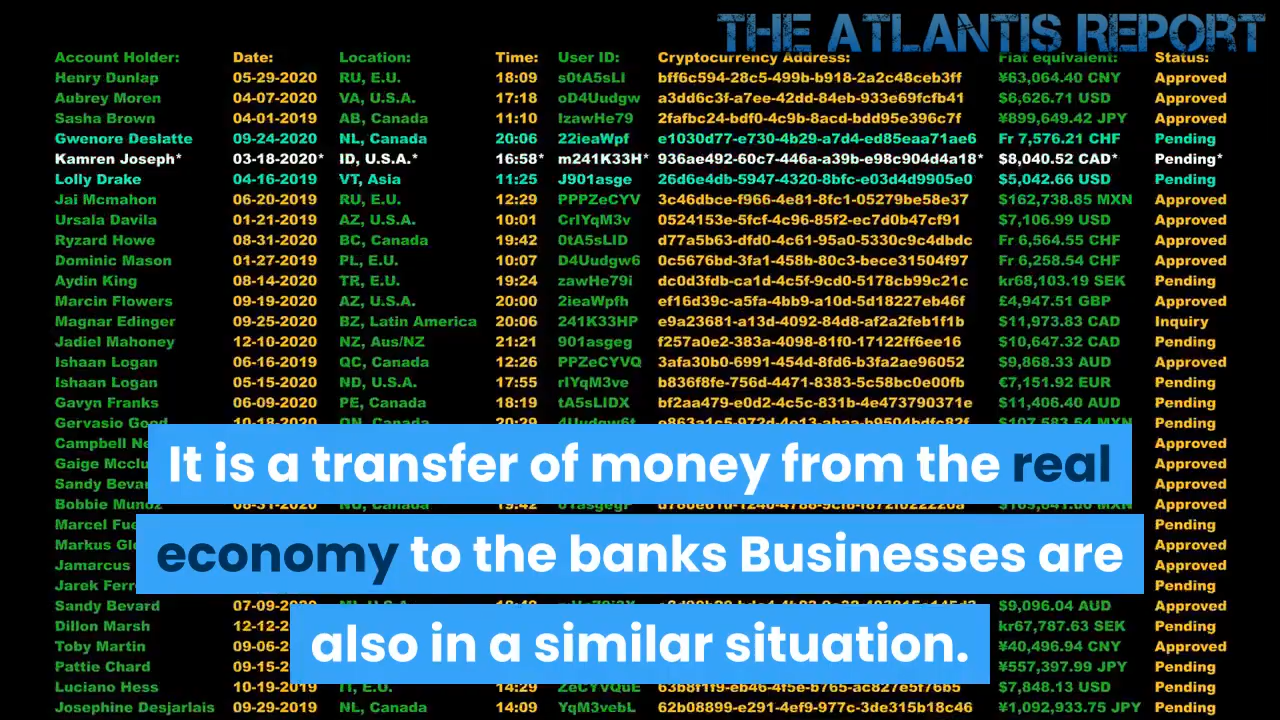 THE ATLANTIS REPORT
Account Holder: Date: Location: Time: User ID: Cryptocurrency Address: Fiat equivalent: Status:
Henry Dunlap 05-29-2020 RU, E.U. 18:09 s0tA5sLI bff6c594-28c5-499b-b918-2a2c48ceb3ff ¥63,064.40 CNY Approved
Aubrey Moren 04-07-2020 VA, U.S.A. 17:18 oD4Uudgw a3dd6c3f-a7ee-42dd-84eb-933e69fcfb41 $6,626.71 USD Approved
Sasha Brown 04-01-2019 AB, Canada 11:10 IzawHe79 2fafbc24-bdf0-4c9b-8acd-bdd95e396c7f ¥899,649.42 JPY Approved
Gwenore Deslatte 09-24-2020 NL, Canada 20:06 22ieaWpf e1030d77-e730-4b29-a7d4-ed85eaa71ae6 Fr 7,576.21 CHF Pending
Kamren Joseph* 03-18-2020* ID, U.S.A.* 16:58* m241K33H* 936ae492-60c7-446a-a39b-e98c904d4a18* $8,040.52 CAD* Pending*
Lolly Drake 04-16-2019 VT, Asia 11:25 J901asge 26d6e4db-5947-4320-8bfc-e03d4d9905e0 $5,042.66 USD Pending
Jai Mcmahon 06-20-2019 RU, E.U. 12:29 PPPZeCYV 3c46dbce-f966-4e81-8fc1-05279be58e37 $162,738.85 MXN Approved
Ursala Davila 01-21-2019 AZ, U.S.A. 10:01 CrIYqM3v 0524153e-5fcf-4c96-85f2-ec7d0b47cf91 $7,106.99 USD Approved
Ryzard Howe 08-31-2020 BC, Canada 19:42 0tA5sLID d77a5b63-dfd0-4c61-95a0-5330c9c4dbdc Fr 6,564.55 CHF Approved
Dominic Mason 01-27-2019 PL, E.U. 10:07 D4Uudgw6 0c5676bd-3fa1-458b-80c3-bece31504f97 Fr 6,258.54 CHF Approved
Aydin King 08-14-2020 TR, E.U. 19:24 zawHe79i dc0d3fdb-ca1d-4c5f-9cd0-5178cb99c21c kr68,103.19 SEK Pending
Marcin Flowers 09-19-2020 AZ, U.S.A. 20:00 2ieaWpfh ef16d39c-a5fa-4bb9-a10d-5d18227eb46f £4,947.51 GBP Approved
Magnar Edinger 09-25-2020 BZ, Latin America 20:06 241K33HP e9a23681-a13d-4092-84d8-af2a2feb1f1b $11,973.83 CAD Inquiry
Jadiel Mahoney 12-10-2020 NZ, Aus/NZ 21:21 901asgeg f257a0e2-383a-4098-81f0-17122ff6ee16 $10,647.32 CAD Pending
Ishaan Logan 06-16-2019 QC, Canada 12:26 PPZeCYVQ 3afa30b0-6991-454d-8fd6-b3fa2ae96052 $9,868.33 AUD Approved
Ishaan Logan 05-15-2020 ND, U.S.A. 17:55 rIYqM3ve b836f8fe-756d-4471-8383-5c58bc0e00fb €7,151.92 EUR Pending
Gavyn Franks 06-09-2020 PE, Canada 18:19 tA5sLIDX bf2aa479-e0d2-4c5c-831b-4e473790371e $11,406.40 AUD Pending
Gervasio Good 10-18-2020 ON, Canada 20:29 Pending
Campbell Approved
Gaige Approved
Sandy Approved
Bobbie Munoz Canada 19:42 Approved
Marcel Pending
Markus Approved
Jamarcus Approved
Jarek Pending
Sandy Bevard $9,096.04 AUD Approved
Dillon Marsh kr67,787.63 SEK Pending
Toby Martin ¥40,496.94 CNY Approved
Pattie Chard ¥557,397.99 JPY Pending
Luciano Hess 10-19-2019 IT, E.U. 14:29 $7,848.13 USD Pending
Josephine Desjarlais 09-29-2019 NL, Canada 14:09 YqM3vebL 62b08899-e291-4ef9-977c-3de315b18c46 ¥1,092,933.75 JPY Pending
It is a transfer of money from the real
economy to the banks Businesses are
also in a similar situation.